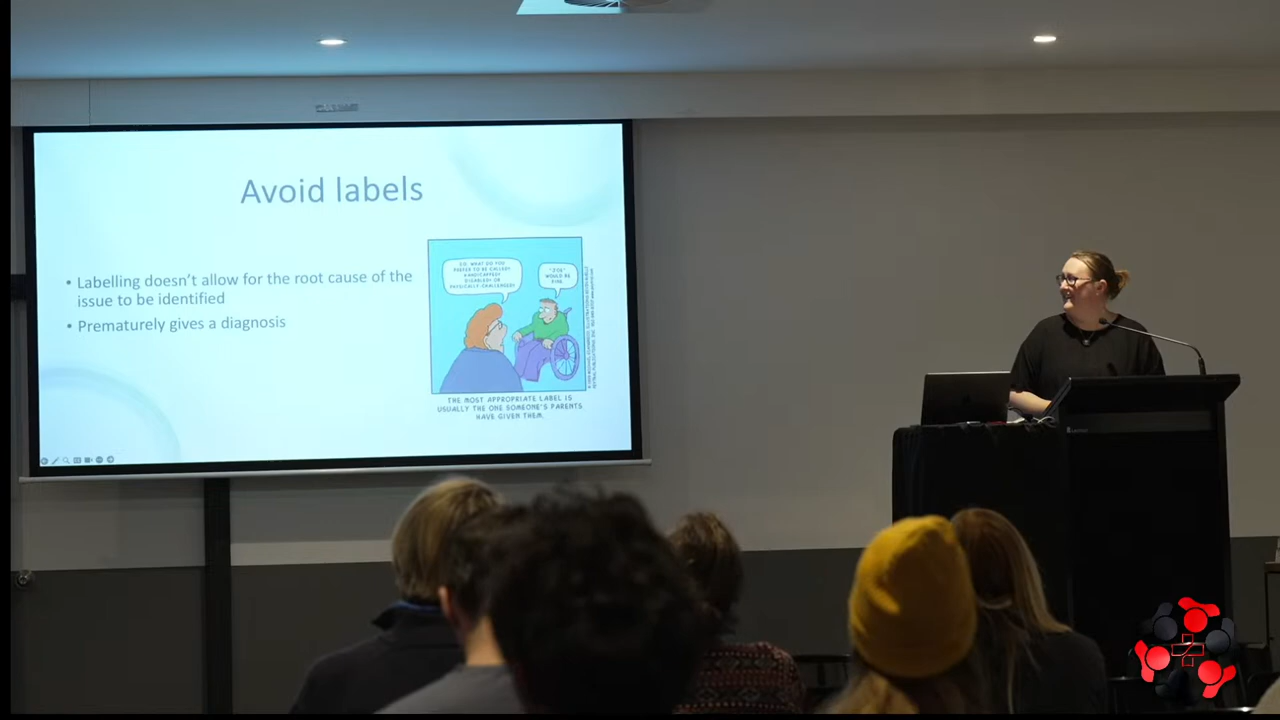 Avoid labels
• Labelling doesn't allow for the root cause of the
issue to be identified
• Prematurely gives a diagnosis
SO, WHAT DO YOU
PREFER TO BE CALLED?
HANDICAPPED?
DISABLED? OR
PHYSICALLY CHALLENGED?
"JOE"
WOULD BE
FINE.
THE MOST APPROPRIATE LABEL IS
USUALLY THE ONE SOMEONE'S PARENTS
HAVE GIVEN THEM.